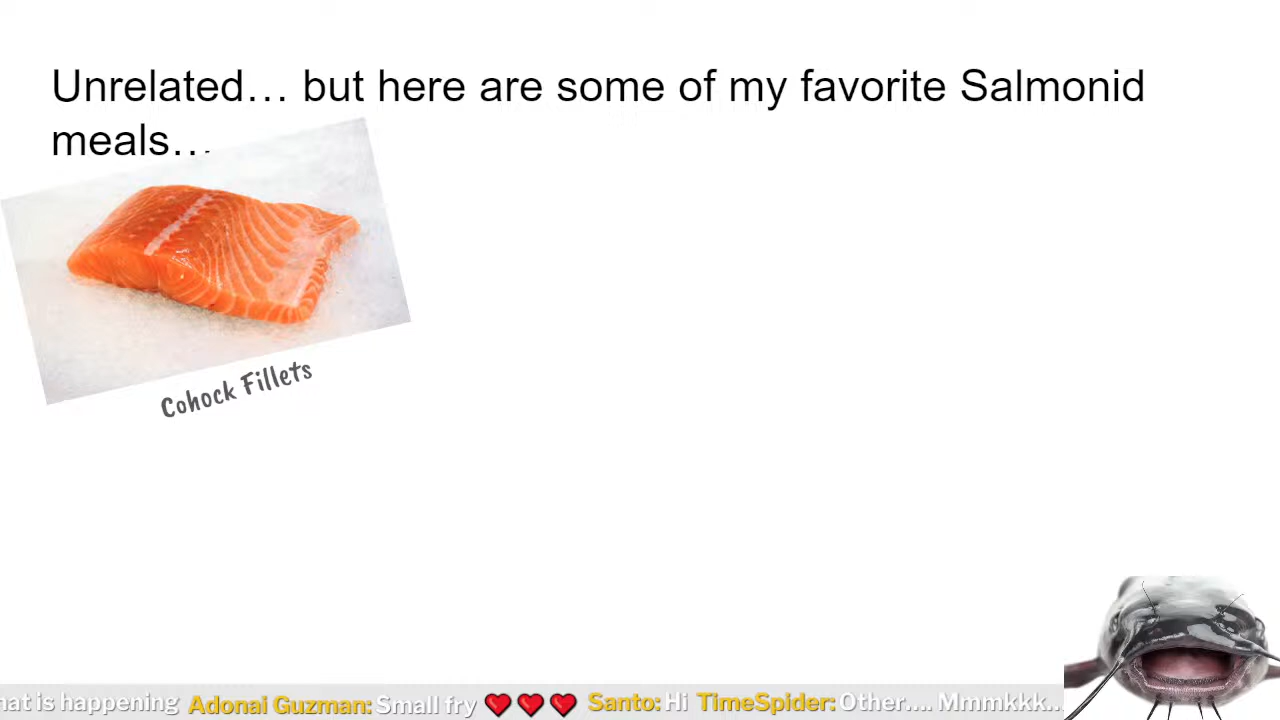 Unrelated… but here are some of my favorite Salmonid
meals…
Cohock Fillets
hat is happening Adonai Guzman: Small fry ❤️❤️❤️ Santo: Hi TimeSpider: Other.... Mmmkkk...